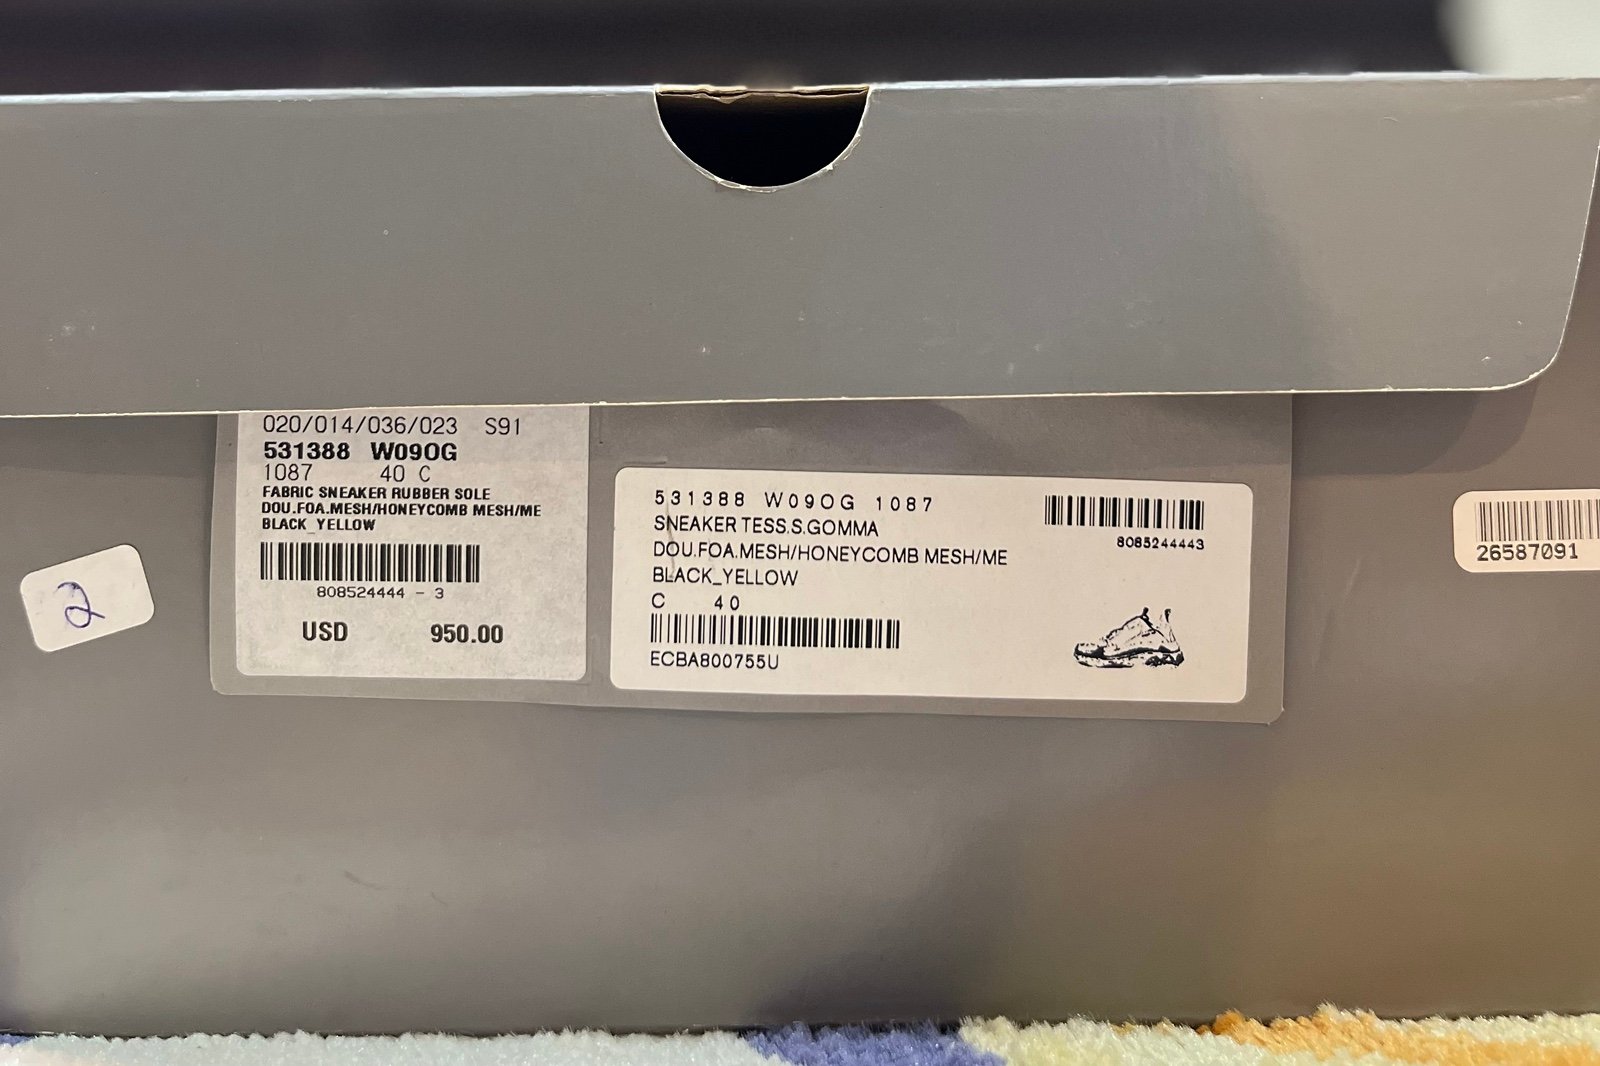 020/014/036/023 S91
531388 W09OG
1087 40 C
FABRIC SNEAKER RUBBER SOLE
DOU.FOA.MESH/HONEYCOMB MESH/ME
BLACK_YELLOW
808524444 - 3
USD 950.00
531388 W09OG 1087
SNEAKER TESS.S.GOMMA
DOU.FOA.MESH/HONEYCOMB MESH/ME
BLACK_YELLOW
C 40
ECBA800755U
8085244443
26587091
2